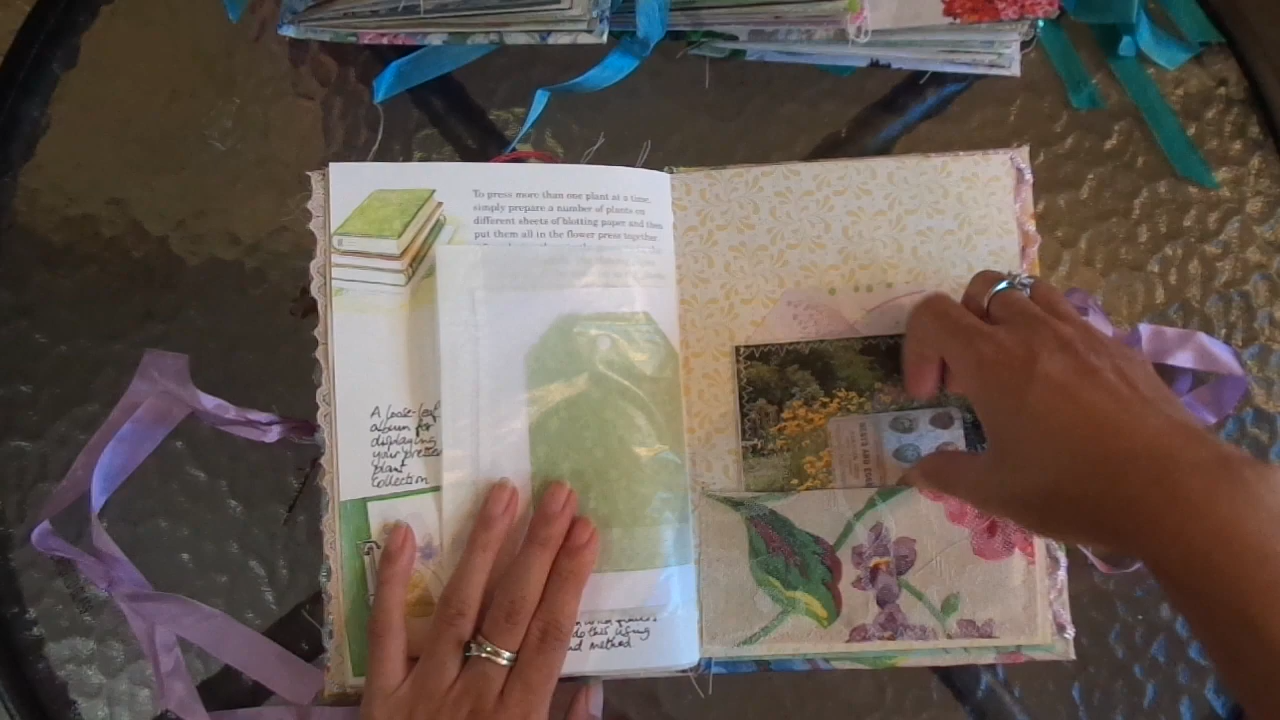 To press more than one plant at a time,
simply prepare a number of plants on
different sheets of blotting paper and then
put them all in the flower press together
A loose-leaf
album for
displaying
your pressed
plant
Collection
do this using
method